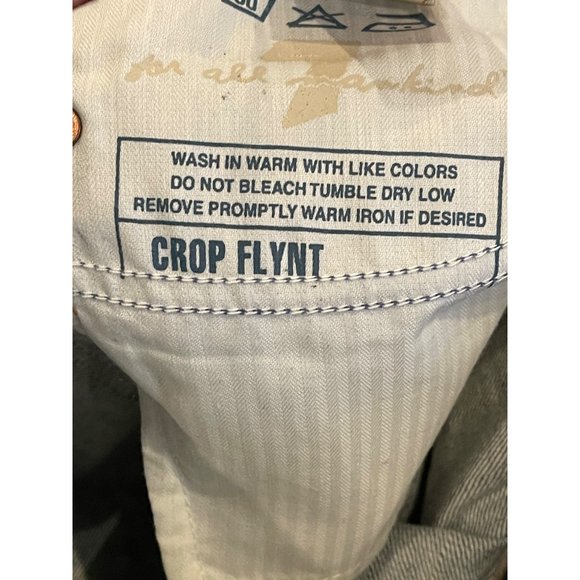 for all mankind
7
WASH IN WARM WITH LIKE COLORS
DO NOT BLEACH TUMBLE DRY LOW
REMOVE PROMPTLY WARM IRON IF DESIRED
CROP FLYNT